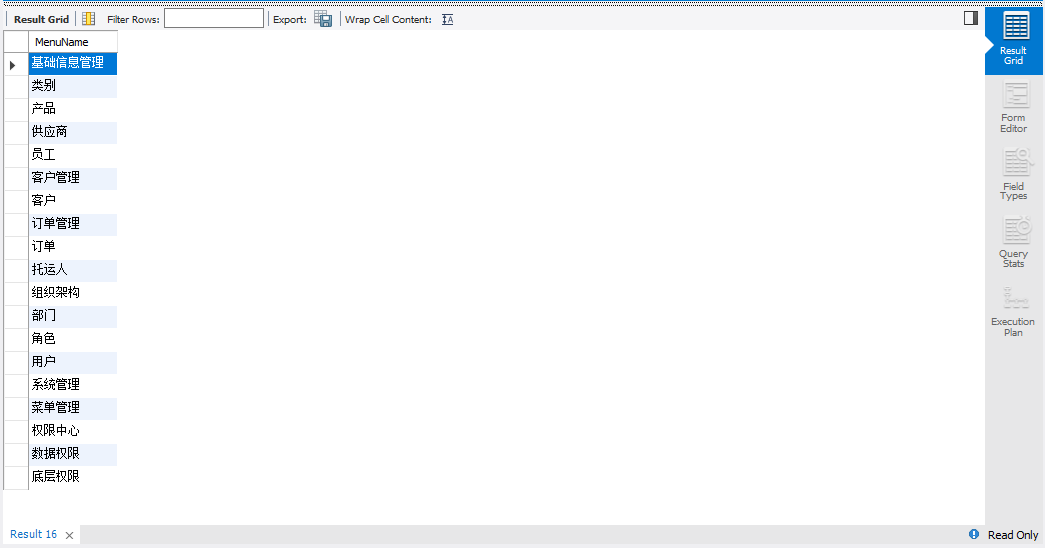 Result Grid Filter Rows: Export: Wrap Cell Content:
MenuName
基础信息管理
类别
产品
供应商
员工
客户管理
客户
订单管理
订单
托运人
组织架构
部门
角色
用户
系统管理
菜单管理
权限中心
数据权限
底层权限
Result
Grid
Form
Editor
Field
Types
Query
Stats
Execution
Plan
Result 16 Read Only